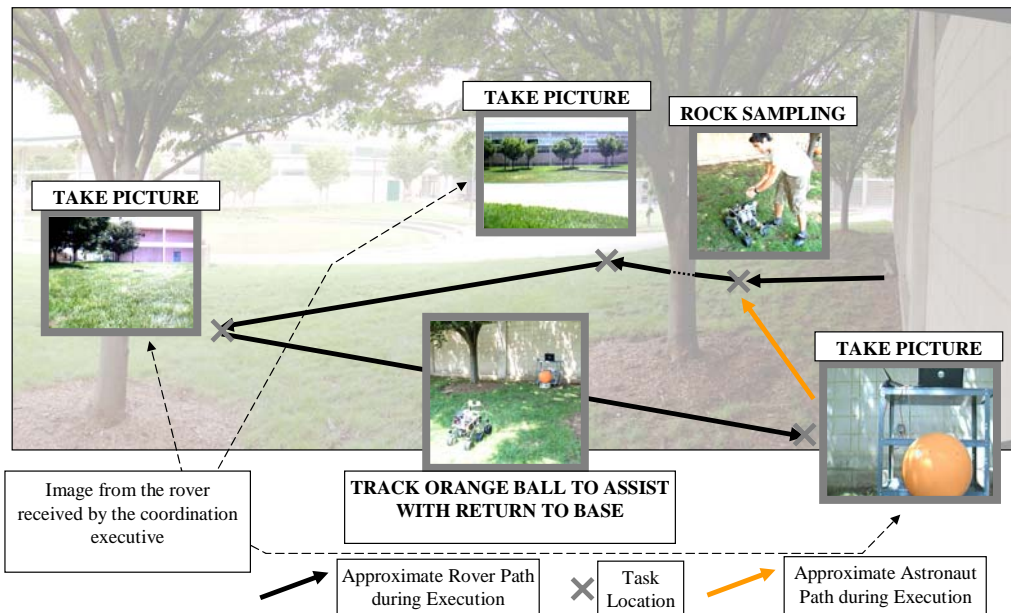 TAKE PICTURE
ROCK SAMPLING
TAKE PICTURE
TAKE PICTURE
TRACK ORANGE BALL TO ASSIST
WITH RETURN TO BASE
Image from the rover
received by the coordination
executive
Approximate Rover Path
during Execution
Task
Location
Approximate Astronaut
Path during Execution